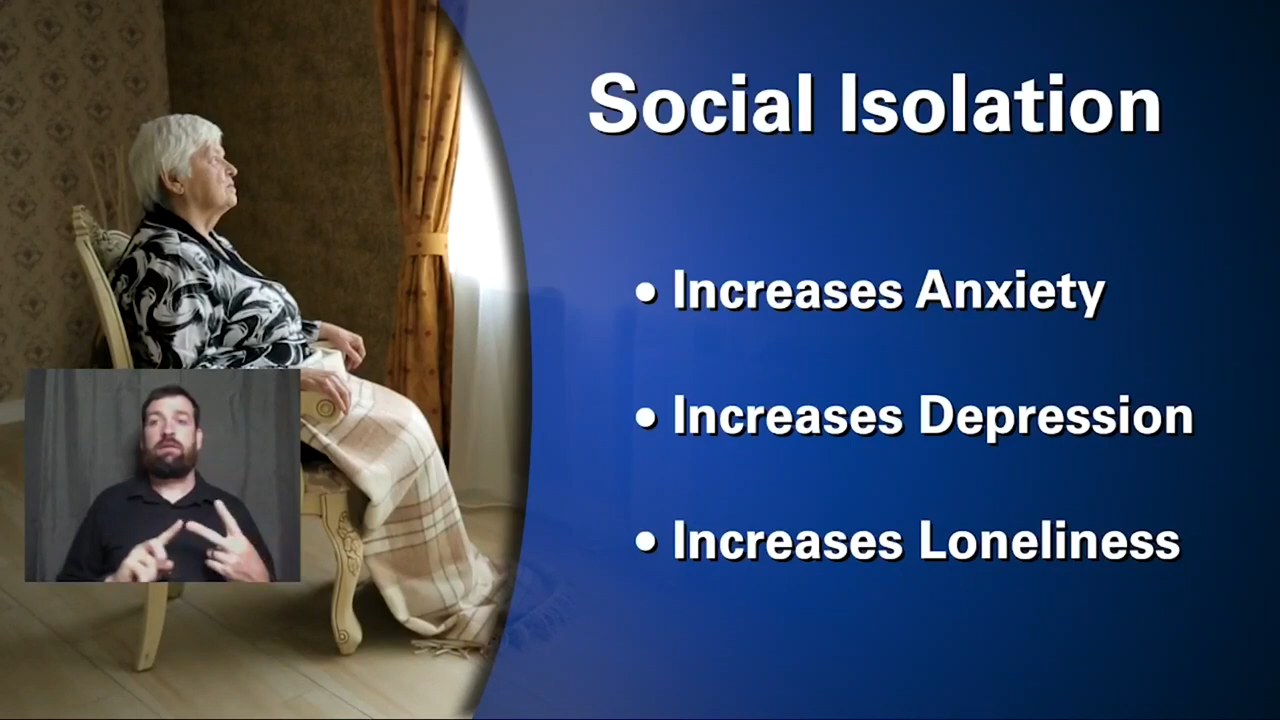 Social Isolation
• Increases Anxiety
• Increases Depression
• Increases Loneliness